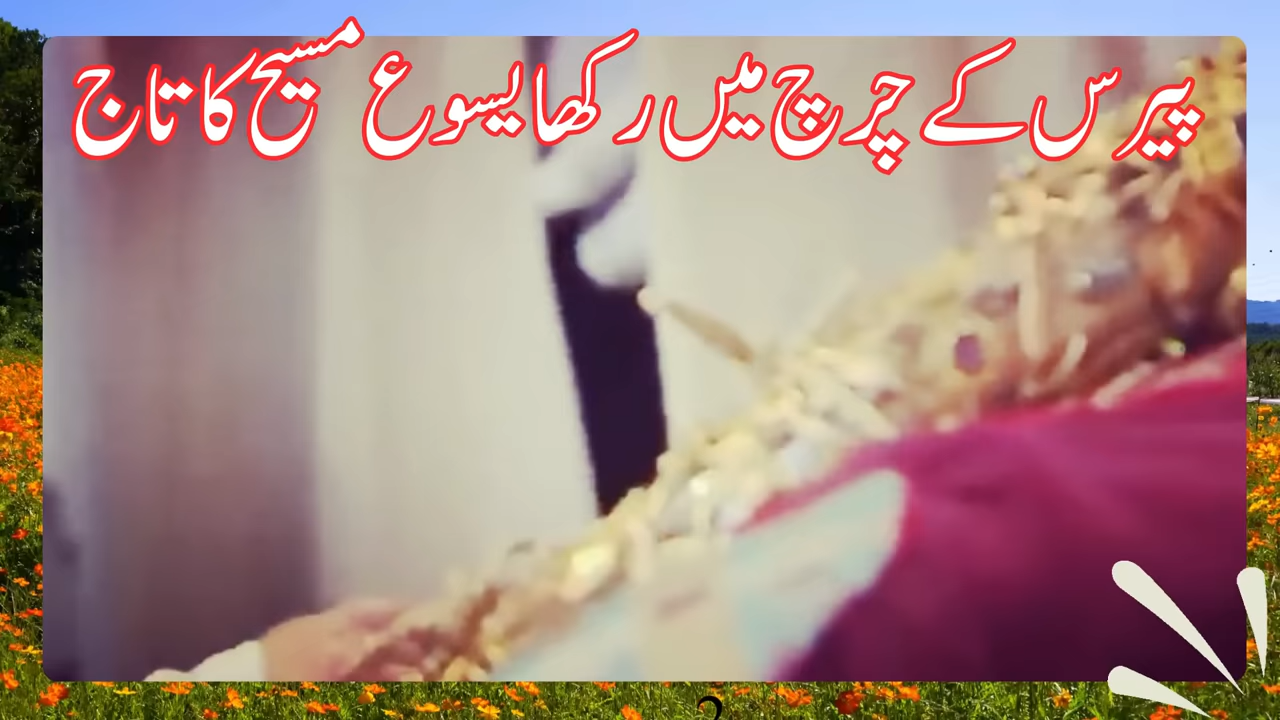 پیرس کے چرچ میں رکھا یسوع مسیح کا تاج